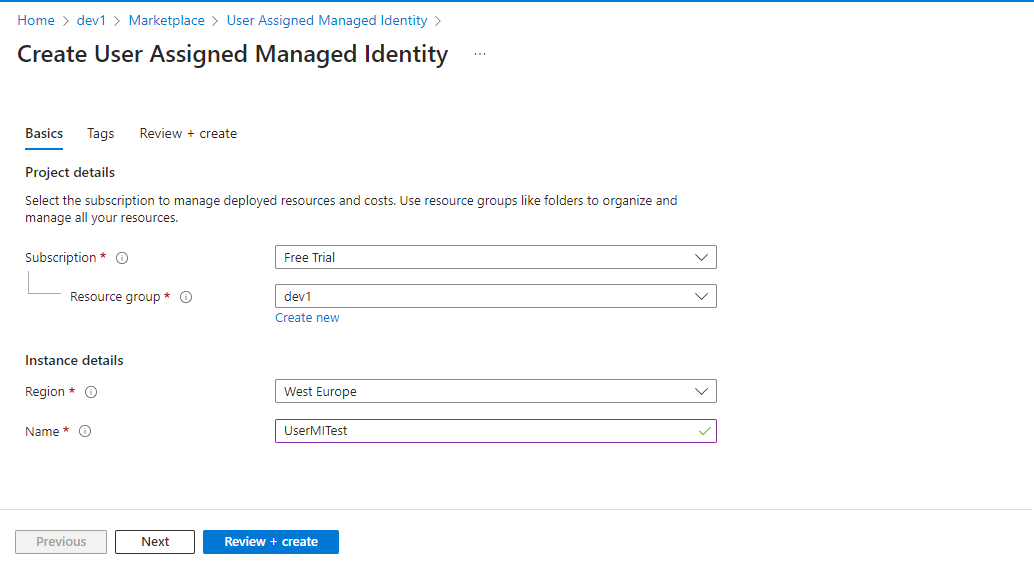 Home > dev1 > Marketplace > User Assigned Managed Identity >
Create User Assigned Managed Identity ...
Basics Tags Review + create
Project details
Select the subscription to manage deployed resources and costs. Use resource groups like folders to organize and
manage all your resources.
Subscription * Free Trial
Resource group * dev1
Create new
Instance details
Region * West Europe
Name * UserMITest
Previous Next Review + create